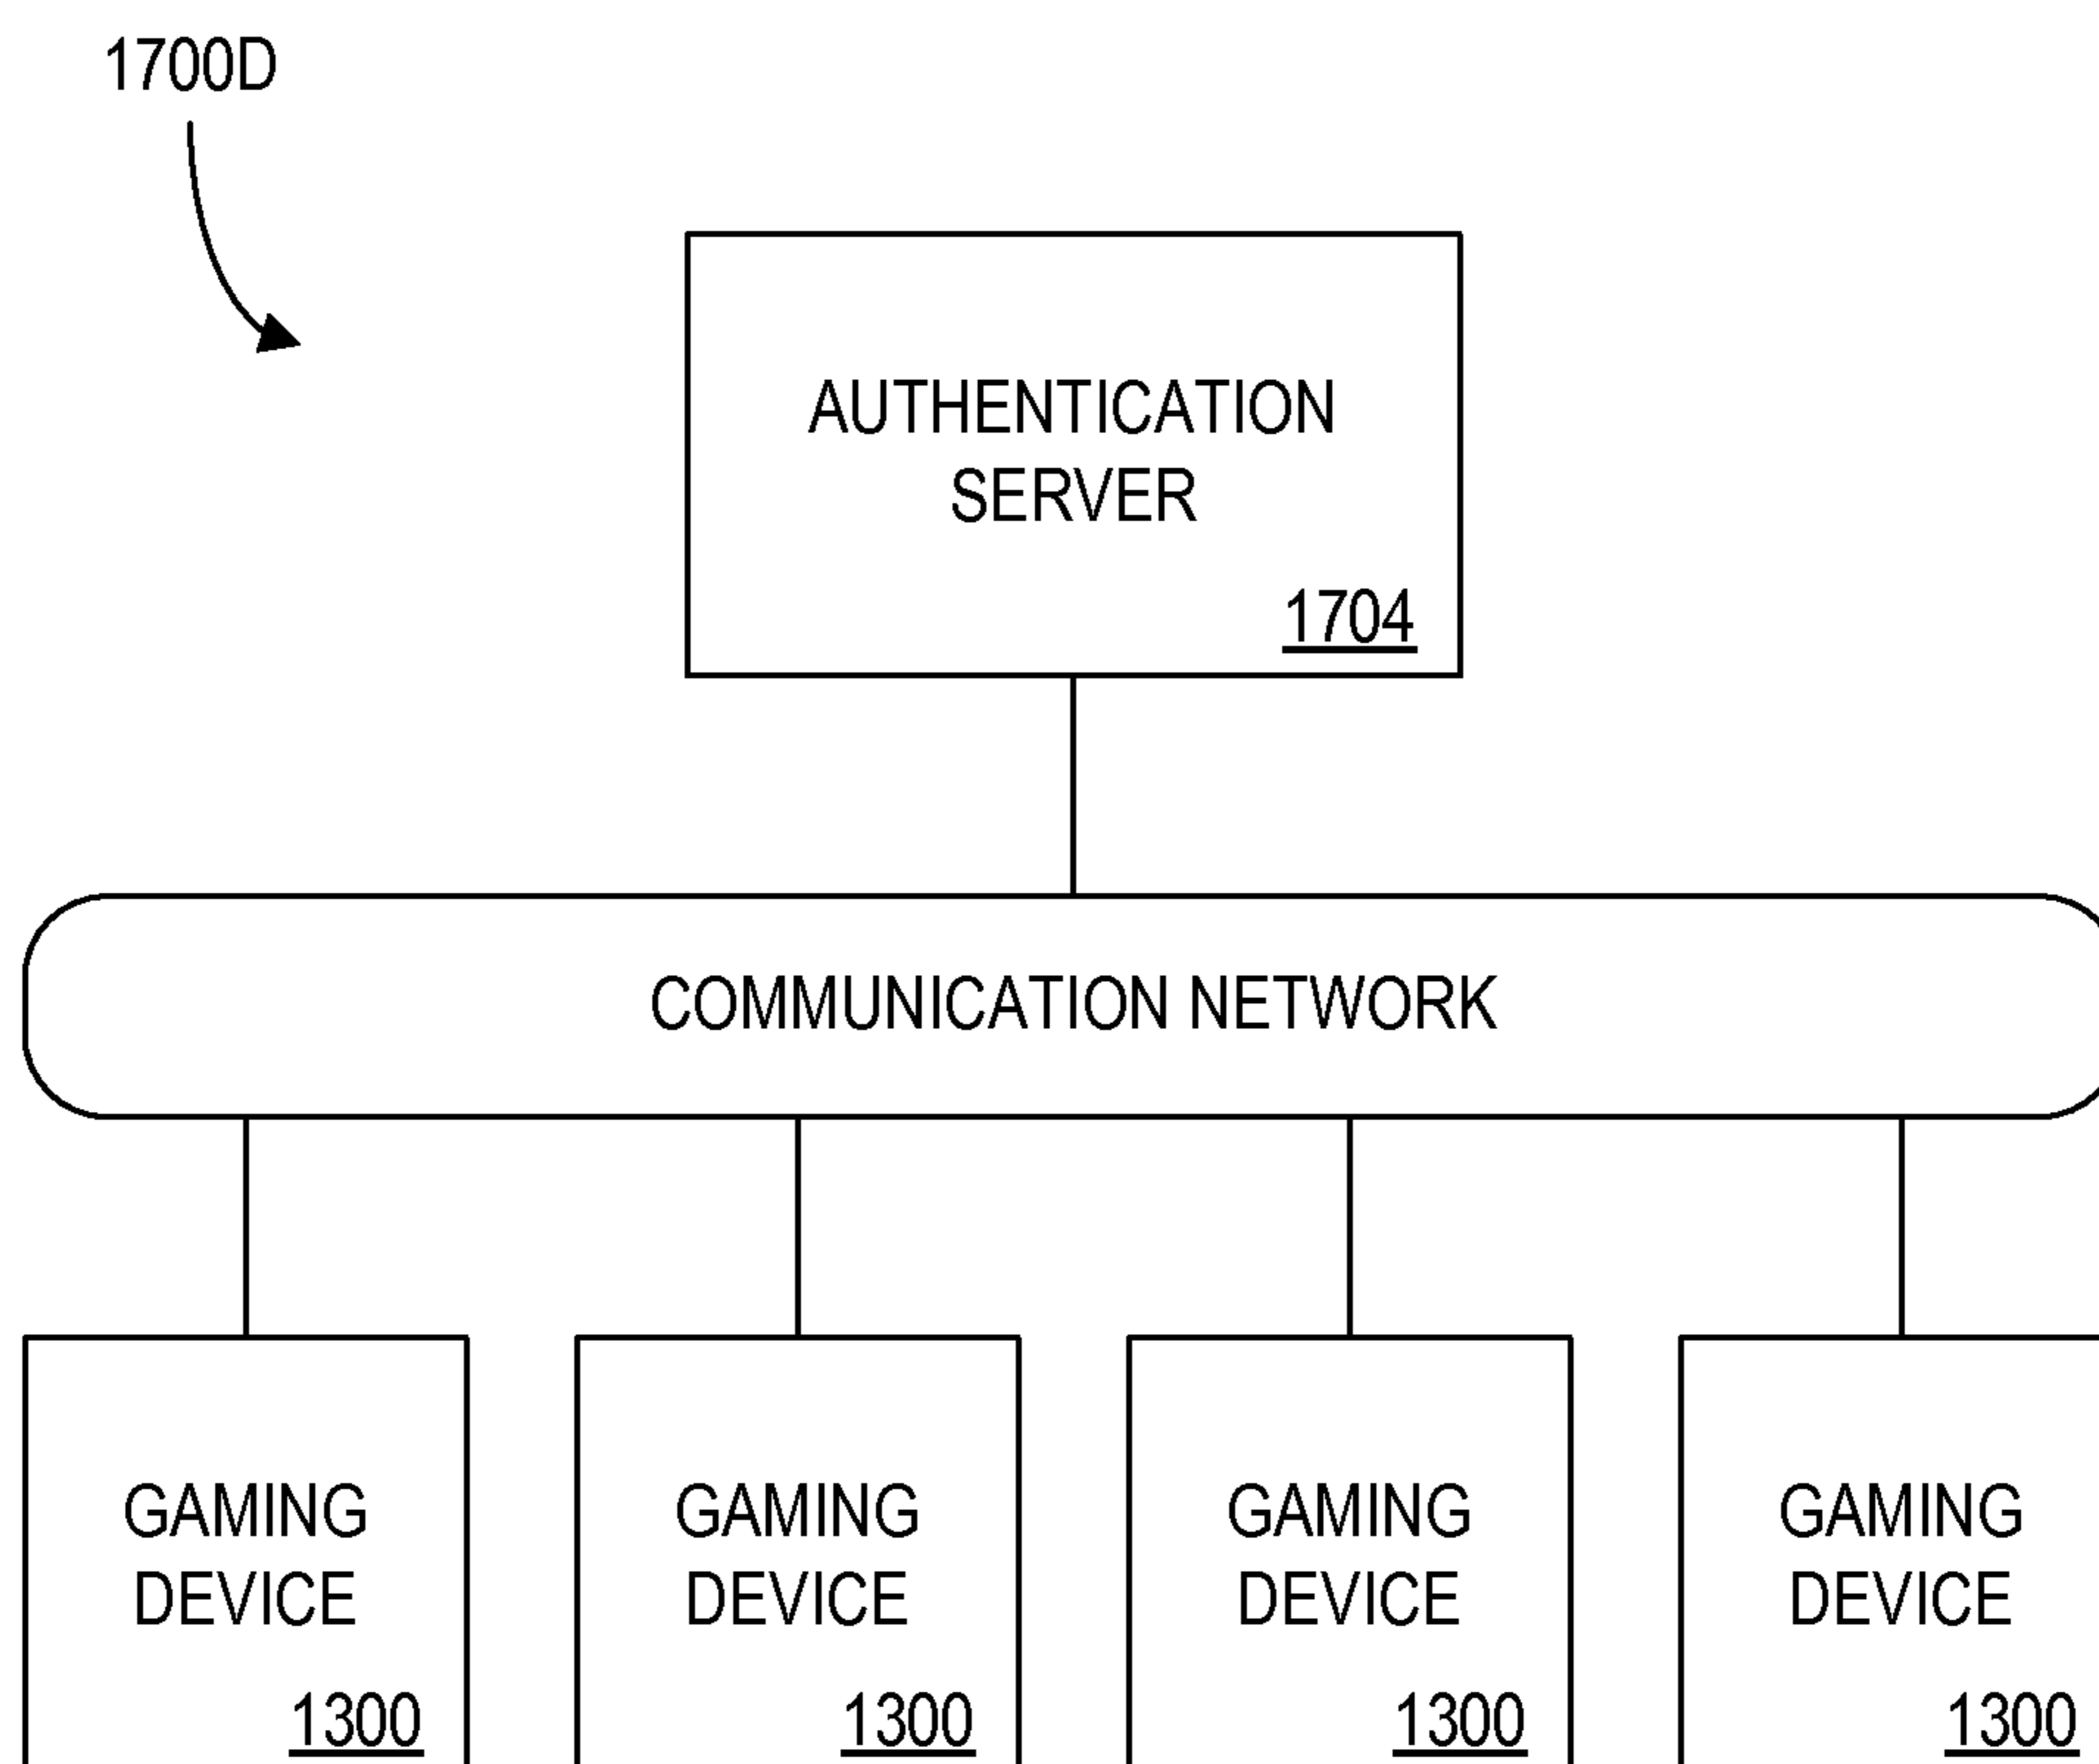 1700D
AUTHENTICATION
SERVER
1704
COMMUNICATION NETWORK
GAMING
DEVICE
1300
GAMING
DEVICE
1300
GAMING
DEVICE
1300
GAMING
DEVICE
1300